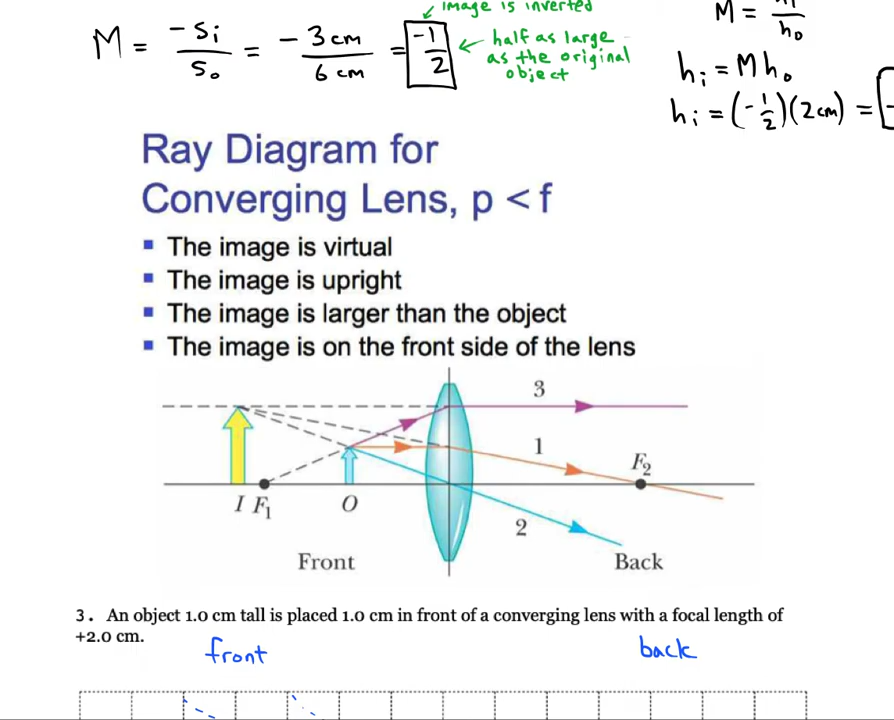 image is inverted
M = -Si / So = -3cm / 6cm = -1/2
half as large
as the original
object
M = / ho
hi = Mho
hi = (-1/2)(2cm) =
Ray Diagram for
Converging Lens, p < f
The image is virtual
The image is upright
The image is larger than the object
The image is on the front side of the lens
3
1
F2
I F1 O
2
Front Back
3. An object 1.0 cm tall is placed 1.0 cm in front of a converging lens with a focal length of
+2.0 cm.
front back